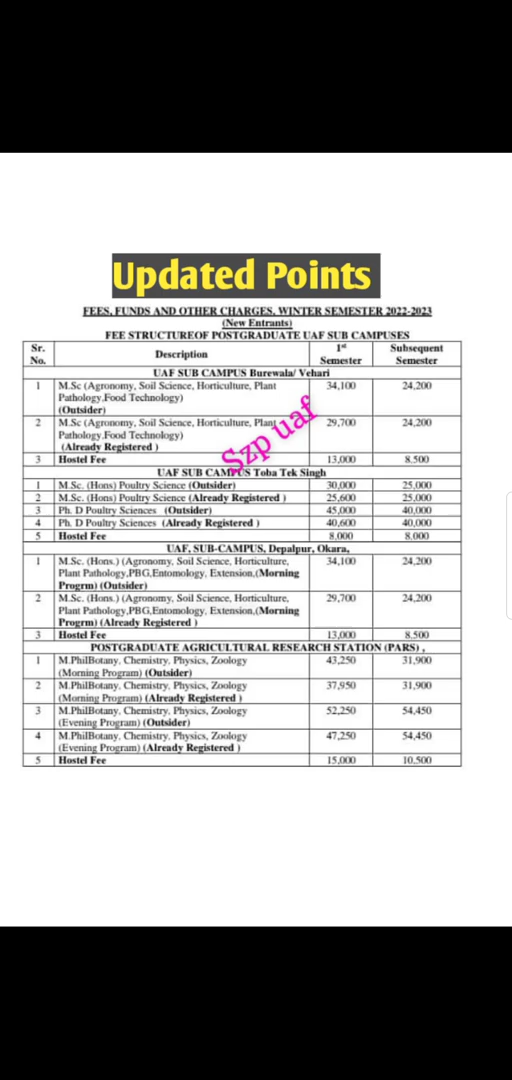 Updated Points
FEES, FUNDS AND OTHER CHARGES, WINTER SEMESTER 2022-2023
(New Entrants)
FEE STRUCTUREOF POSTGRADUATE UAF SUB CAMPUSES
Sr. No. Description 1st Semester Subsequent Semester
UAF SUB CAMPUS Burewala/ Vehari
1 M.Sc (Agronomy, Soil Science, Horticulture, Plant 34,100 24,200
Pathology.Food Technology)
(Outsider)
2 M.Sc (Agronomy, Soil Science, Horticulture, Plant 29,700 24,200
Pathology.Food Technology)
(Already Registered )
3 Hostel Fee 13,000 8,500
Szp uaf
UAF SUB CAMPUS Toba Tek Singh
1 M.Sc. (Hons) Poultry Science (Outsider) 30,000 25,000
2 M.Sc. (Hons) Poultry Science (Already Registered ) 25,600 25,000
3 Ph. D Poultry Sciences (Outsider) 45,000 40,000
4 Ph. D Poultry Sciences (Already Registered ) 40,600 40,000
5 Hostel Fee 8,000 8,000
UAF, SUB-CAMPUS, Depalpur, Okara,
1 M.Sc. (Hons.) (Agronomy, Soil Science, Horticulture, 34,100 24,200
Plant Pathology,PBG,Entomology, Extension,(Morning
Progrm) (Outsider)
2 M.Sc. (Hons.) (Agronomy, Soil Science, Horticulture, 29,700 24,200
Plant Pathology,PBG,Entomology, Extension,(Morning
Progrm) (Already Registered )
3 Hostel Fee 13,000 8,500
POSTGRADUATE AGRICULTURAL RESEARCH STATION (PARS) ,
1 M.PhilBotany, Chemistry, Physics, Zoology 43,250 31,900
(Morning Program) (Outsider)
2 M.PhilBotany, Chemistry, Physics, Zoology 37,950 31,900
(Morning Program) (Already Registered )
3 M.PhilBotany, Chemistry, Physics, Zoology 52,250 54,450
(Evening Program) (Outsider)
4 M.PhilBotany, Chemistry, Physics, Zoology 47,250 54,450
(Evening Program) (Already Registered )
5 Hostel Fee 15,000 10,500